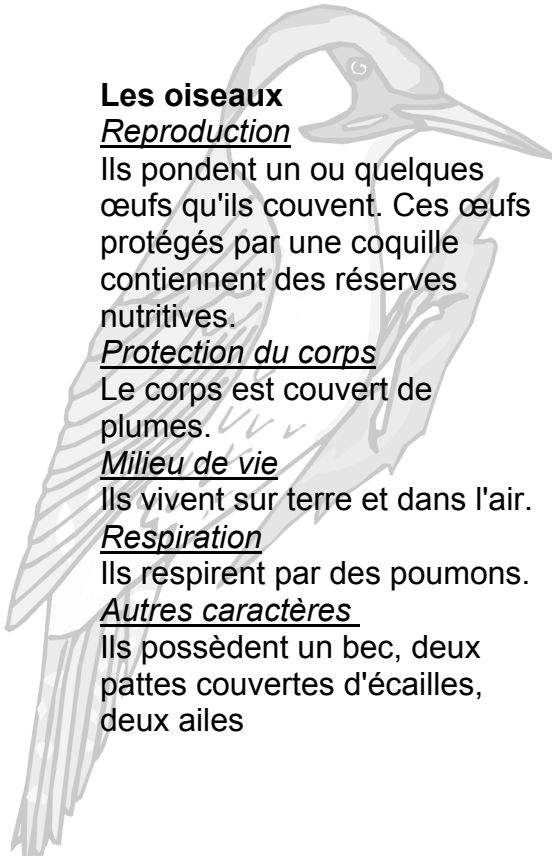 Les oiseaux
Reproduction
Ils pondent un ou quelques
œufs qu'ils couvent. Ces œufs
protégés par une coquille
contiennent des réserves
nutritives.
Protection du corps
Le corps est couvert de
plumes.
Milieu de vie
Ils vivent sur terre et dans l'air.
Respiration
Ils respirent par des poumons.
Autres caractères
Ils possèdent un bec, deux
pattes couvertes d'écailles,
deux ailes